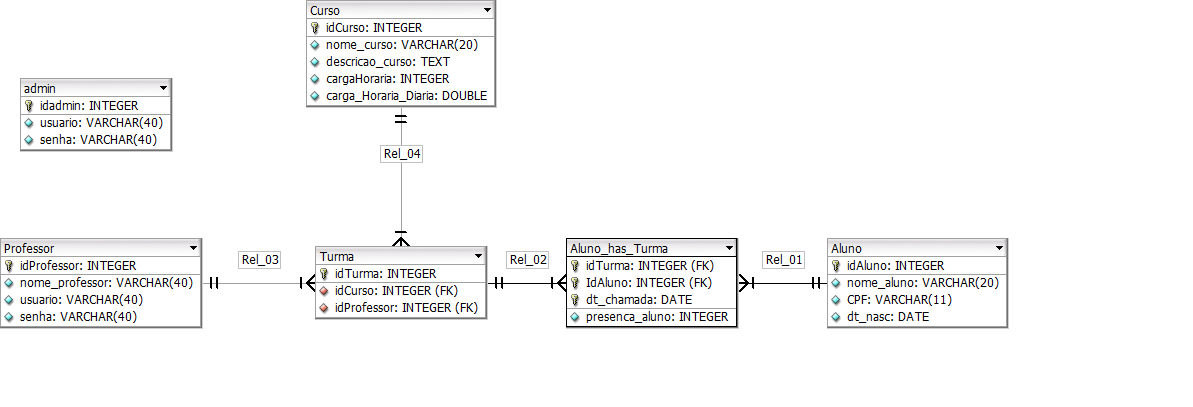 Curso
idCurso: INTEGER
nome_curso: VARCHAR(20)
descricao_curso: TEXT
cargaHoraria: INTEGER
carga_Horaria_Diaria: DOUBLE
admin
idadmin: INTEGER
usuario: VARCHAR(40)
senha: VARCHAR(40)
Rel_04
Professor
idProfessor: INTEGER
nome_professor: VARCHAR(40)
usuario: VARCHAR(40)
senha: VARCHAR(40)
Rel_03
Turma
idTurma: INTEGER
idCurso: INTEGER (FK)
idProfessor: INTEGER (FK)
Rel_02
Aluno_has_Turma
idTurma: INTEGER (FK)
IdAluno: INTEGER (FK)
dt_chamada: DATE
presenca_aluno: INTEGER
Rel_01
Aluno
idAluno: INTEGER
nome_aluno: VARCHAR(20)
CPF: VARCHAR(11)
dt_nasc: DATE